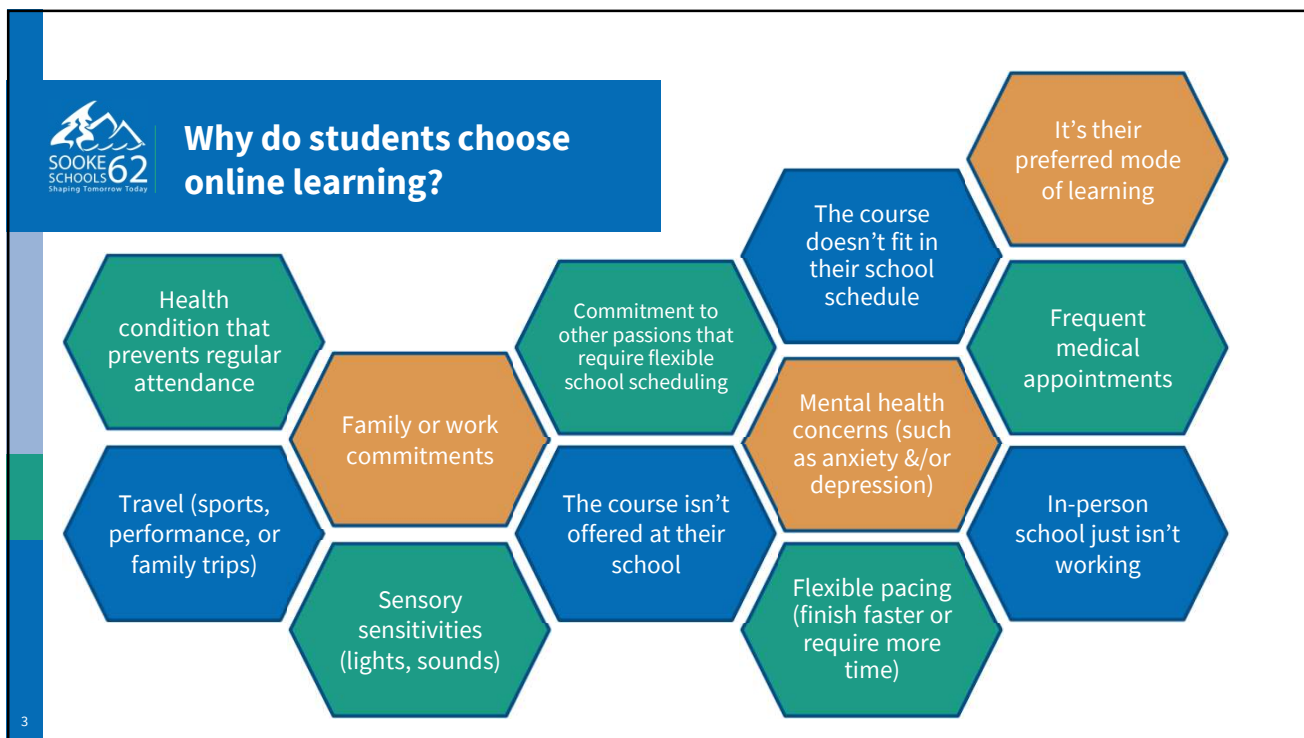 SOOKE
SCHOOLS 62
Shaping Tomorrow Today
Why do students choose
online learning?
Health
condition that
prevents regular
attendance
Travel (sports,
performance, or
family trips)
Family or work
commitments
Sensory
sensitivities
(lights, sounds)
Commitment to
other passions that
require flexible
school scheduling
The course isn’t
offered at their
school
The course
doesn’t fit in
their school
schedule
Mental health
concerns (such
as anxiety &/or
depression)
Flexible pacing
(finish faster or
require more
time)
It’s their
preferred mode
of learning
Frequent
medical
appointments
In-person
school just isn’t
working
3